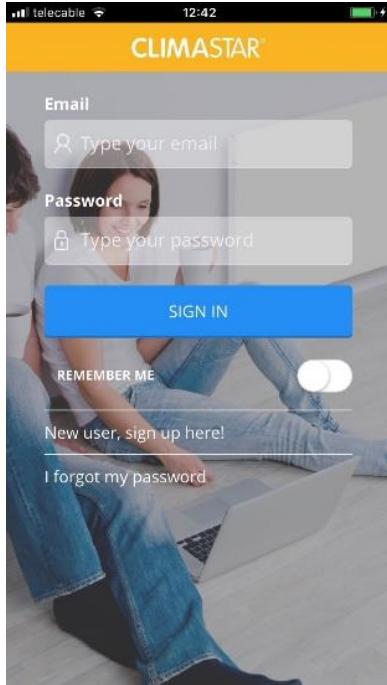 telecable
12:42
CLIMASTAR®
Email
Type your email
Password
Type your password
SIGN IN
REMEMBER ME
New user, sign up here!
I forgot my password